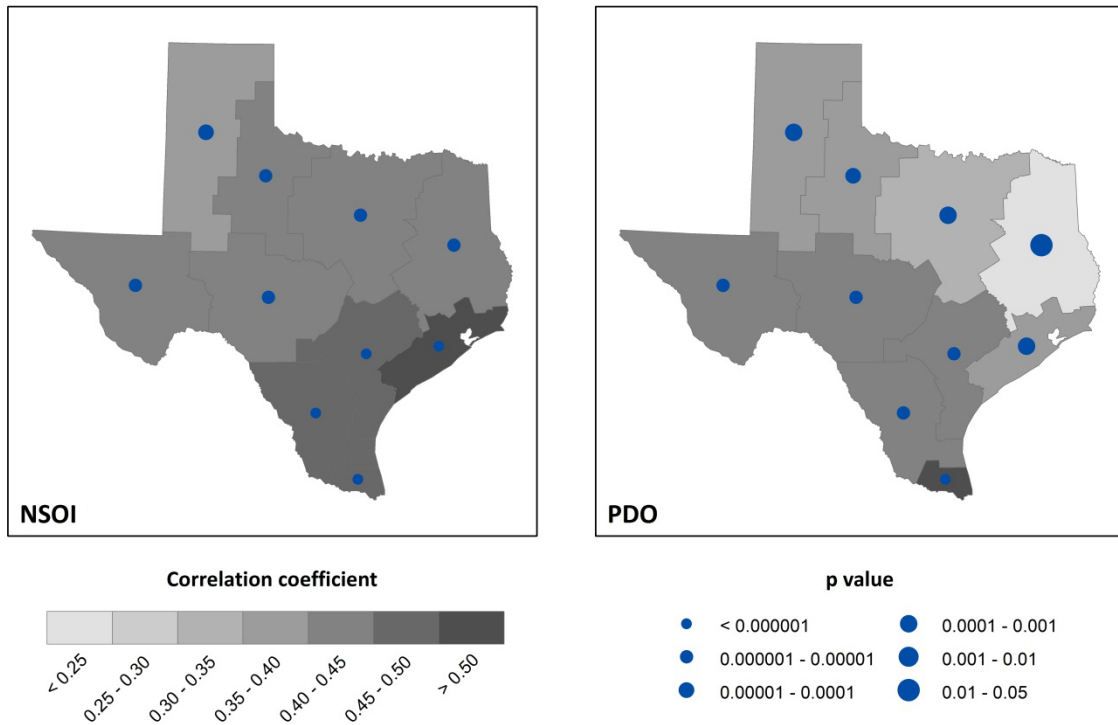 NSOI
PDO
Correlation coefficient
< 0.25
0.25 - 0.30
0.30 - 0.35
0.35 - 0.40
0.40 - 0.45
0.45 - 0.50
> 0.50
p value
< 0.000001
0.000001 - 0.00001
0.00001 - 0.0001
0.0001 - 0.001
0.001 - 0.01
0.01 - 0.05